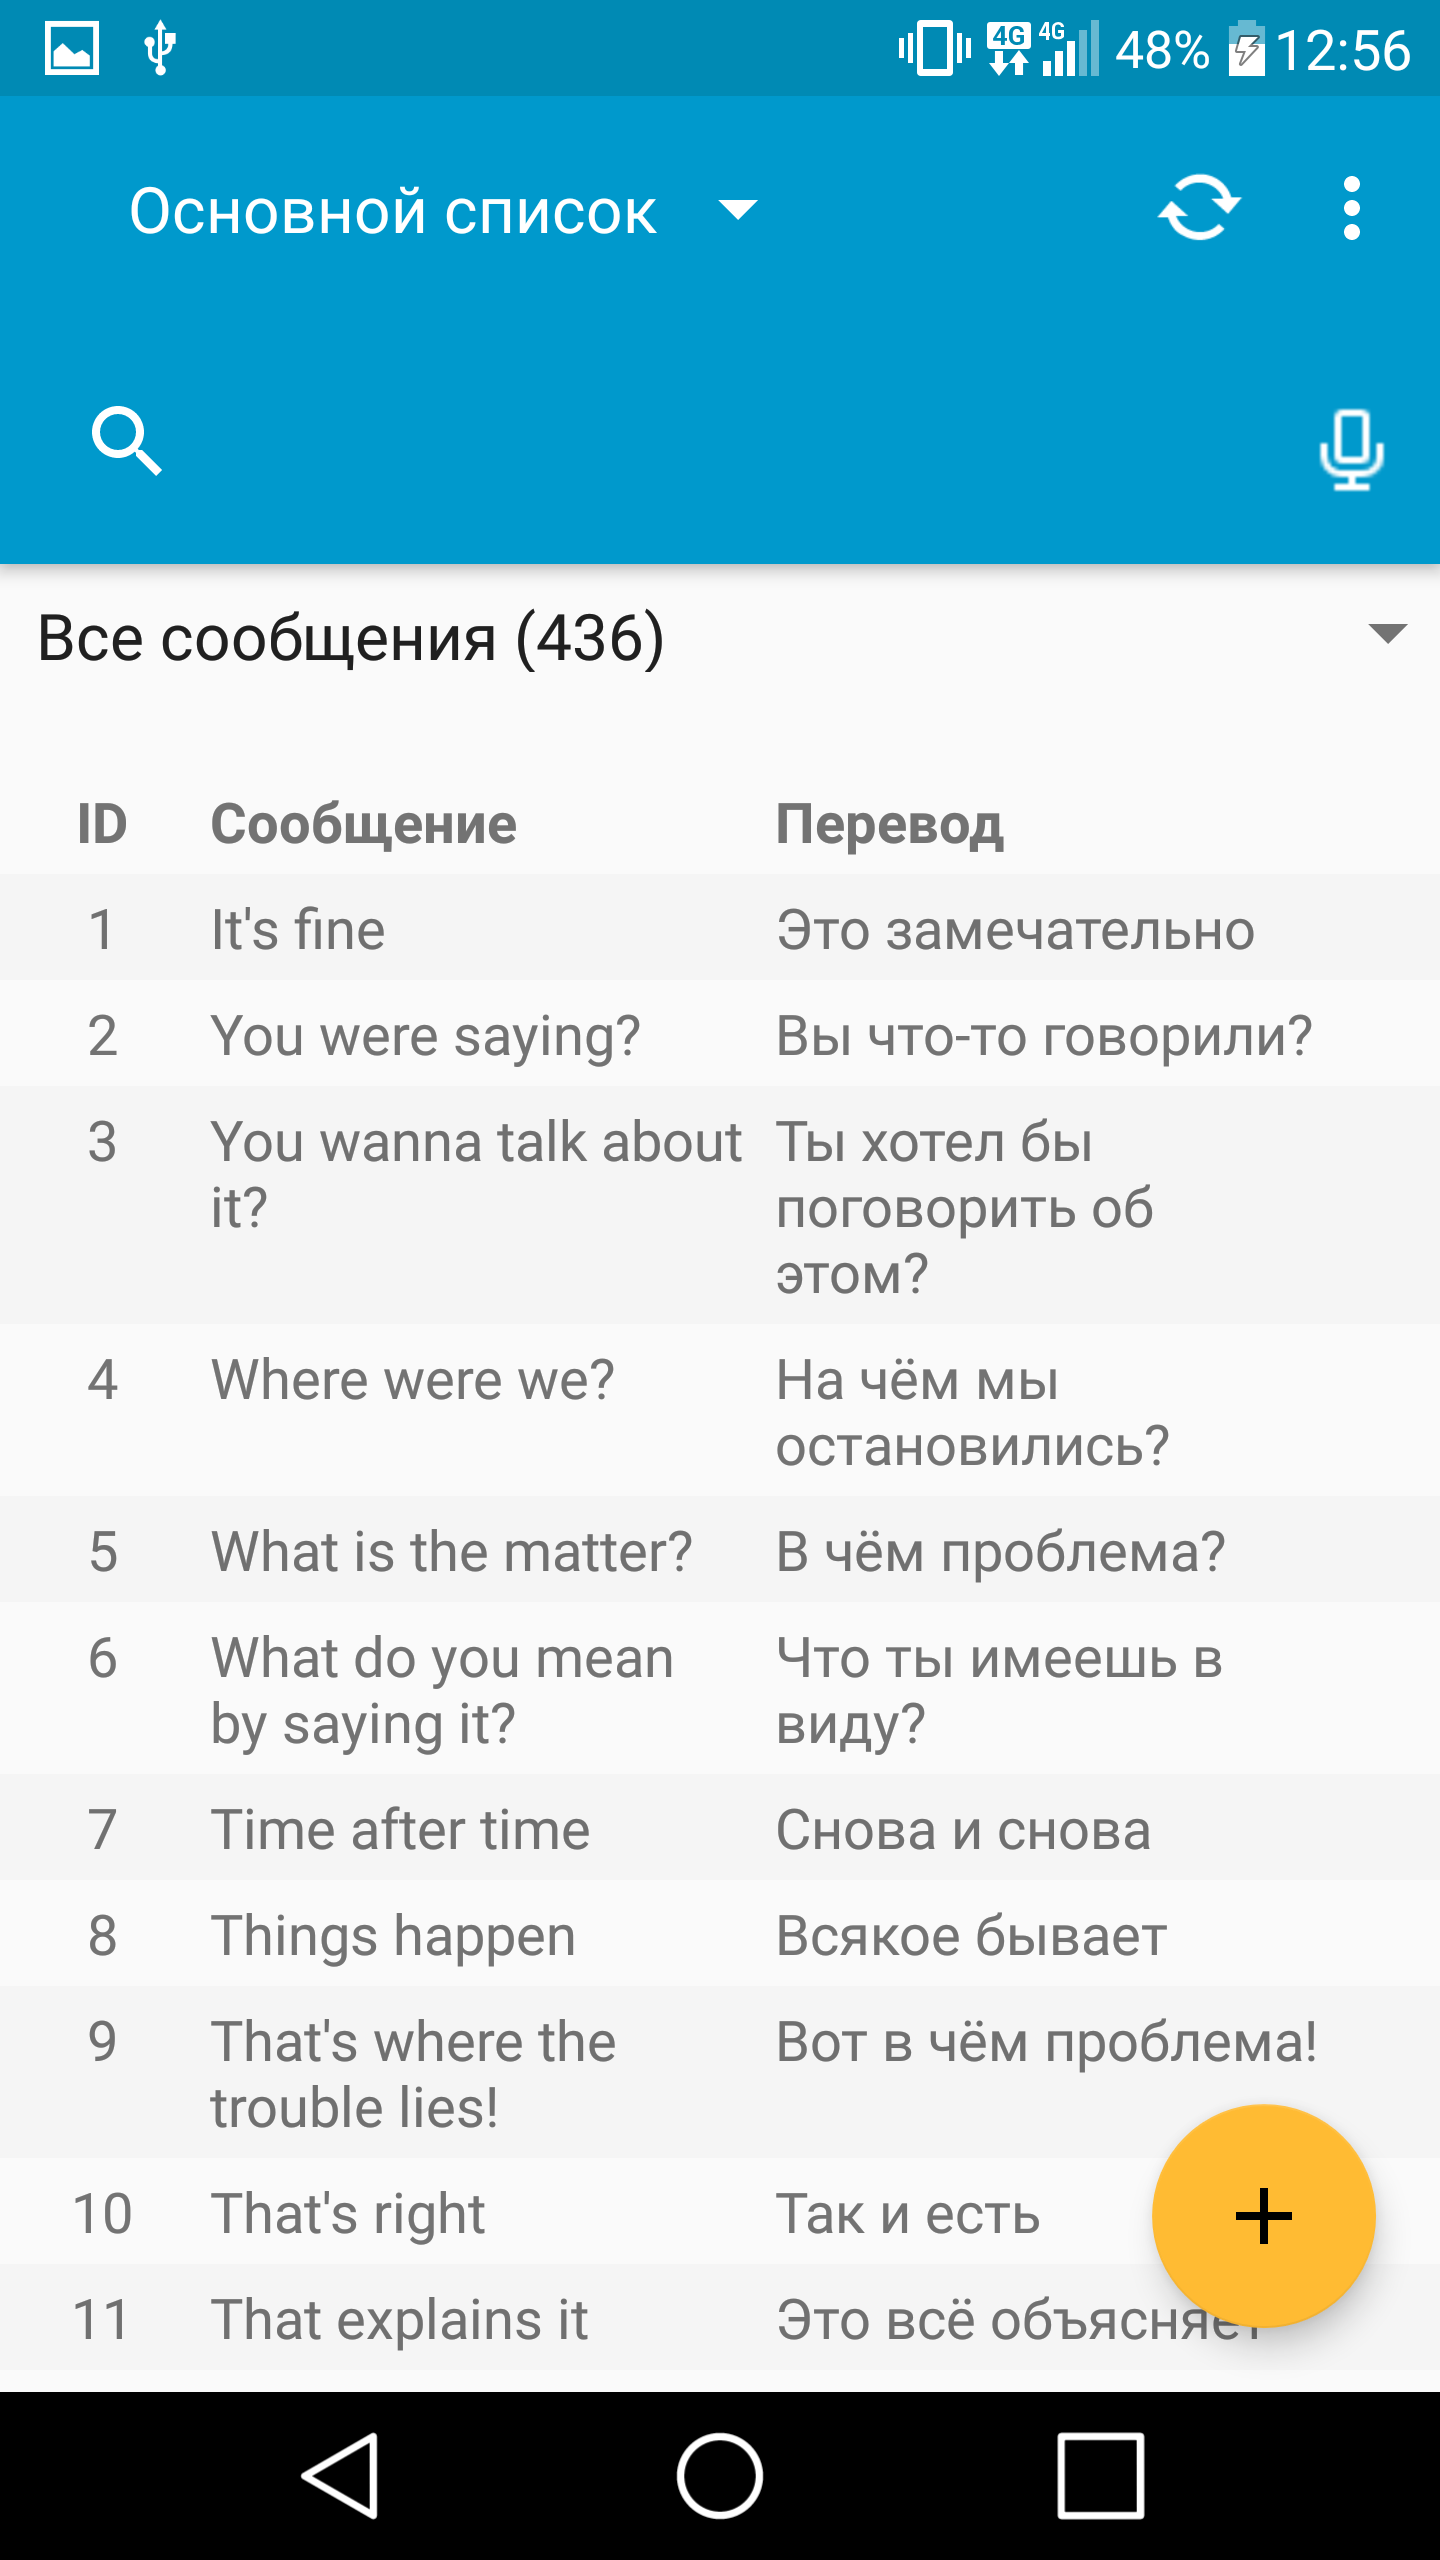 4G 4G 48% 12:56
Основной список
Все сообщения (436)
ID Сообщение Перевод
1 It's fine Это замечательно
2 You were saying? Вы что-то говорили?
3 You wanna talk about Ты хотел бы
it? поговорить об
этом?
4 Where were we? На чём мы
остановились?
5 What is the matter? В чём проблема?
6 What do you mean Что ты имеешь в
by saying it? виду?
7 Time after time Снова и снова
8 Things happen Всякое бывает
9 That's where the Вот в чём проблема!
trouble lies!
10 That's right Так и есть
11 That explains it Это всё объясняет